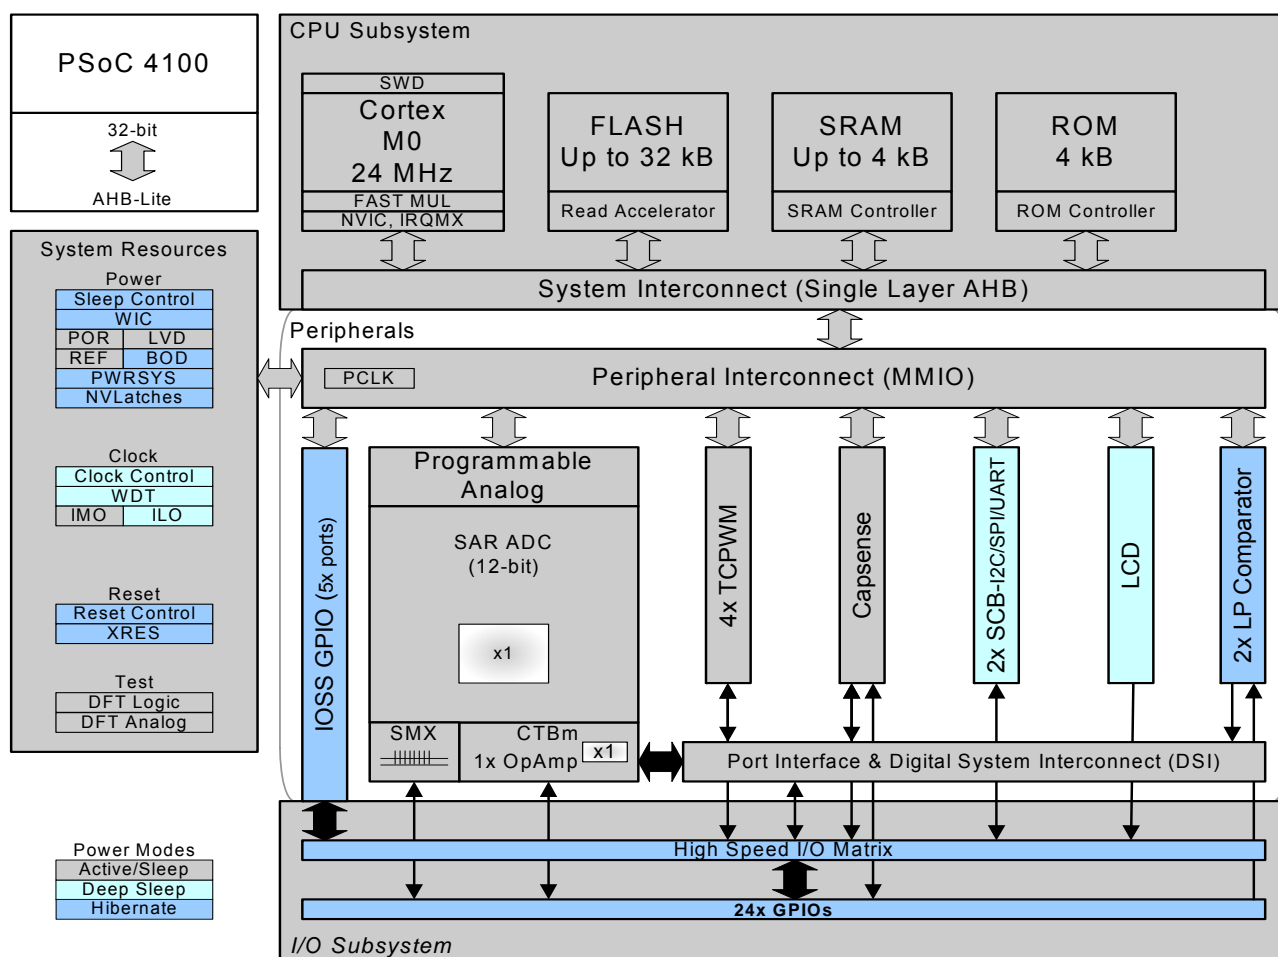 PSoC 4100
32-bit
AHB-Lite
System Resources
Power
Sleep Control
WIC
POR LVD
REF BOD
PWRSYS
NVLatches
Clock
Clock Control
WDT
IMO ILO
Reset
Reset Control
XRES
Test
DFT Logic
DFT Analog
Power Modes
Active/Sleep
Deep Sleep
Hibernate
CPU Subsystem
SWD
Cortex
M0
24 MHz
FAST MUL
NVIC, IRQMX
FLASH
Up to 32 kB
Read Accelerator
SRAM
Up to 4 kB
SRAM Controller
ROM
4 kB
ROM Controller
System Interconnect (Single Layer AHB)
Peripherals
PCLK
Peripheral Interconnect (MMIO)
IOSS GPIO (5x ports)
Programmable
Analog
SAR ADC
(12-bit)
x1
SMX
CTBm
1x OpAmp
x1
4x TCPWM
Capsense
2x SCB-I2C/SPI/UART
LCD
2x LP Comparator
Port Interface & Digital System Interconnect (DSI)
High Speed I/O Matrix
24x GPIOs
I/O Subsystem